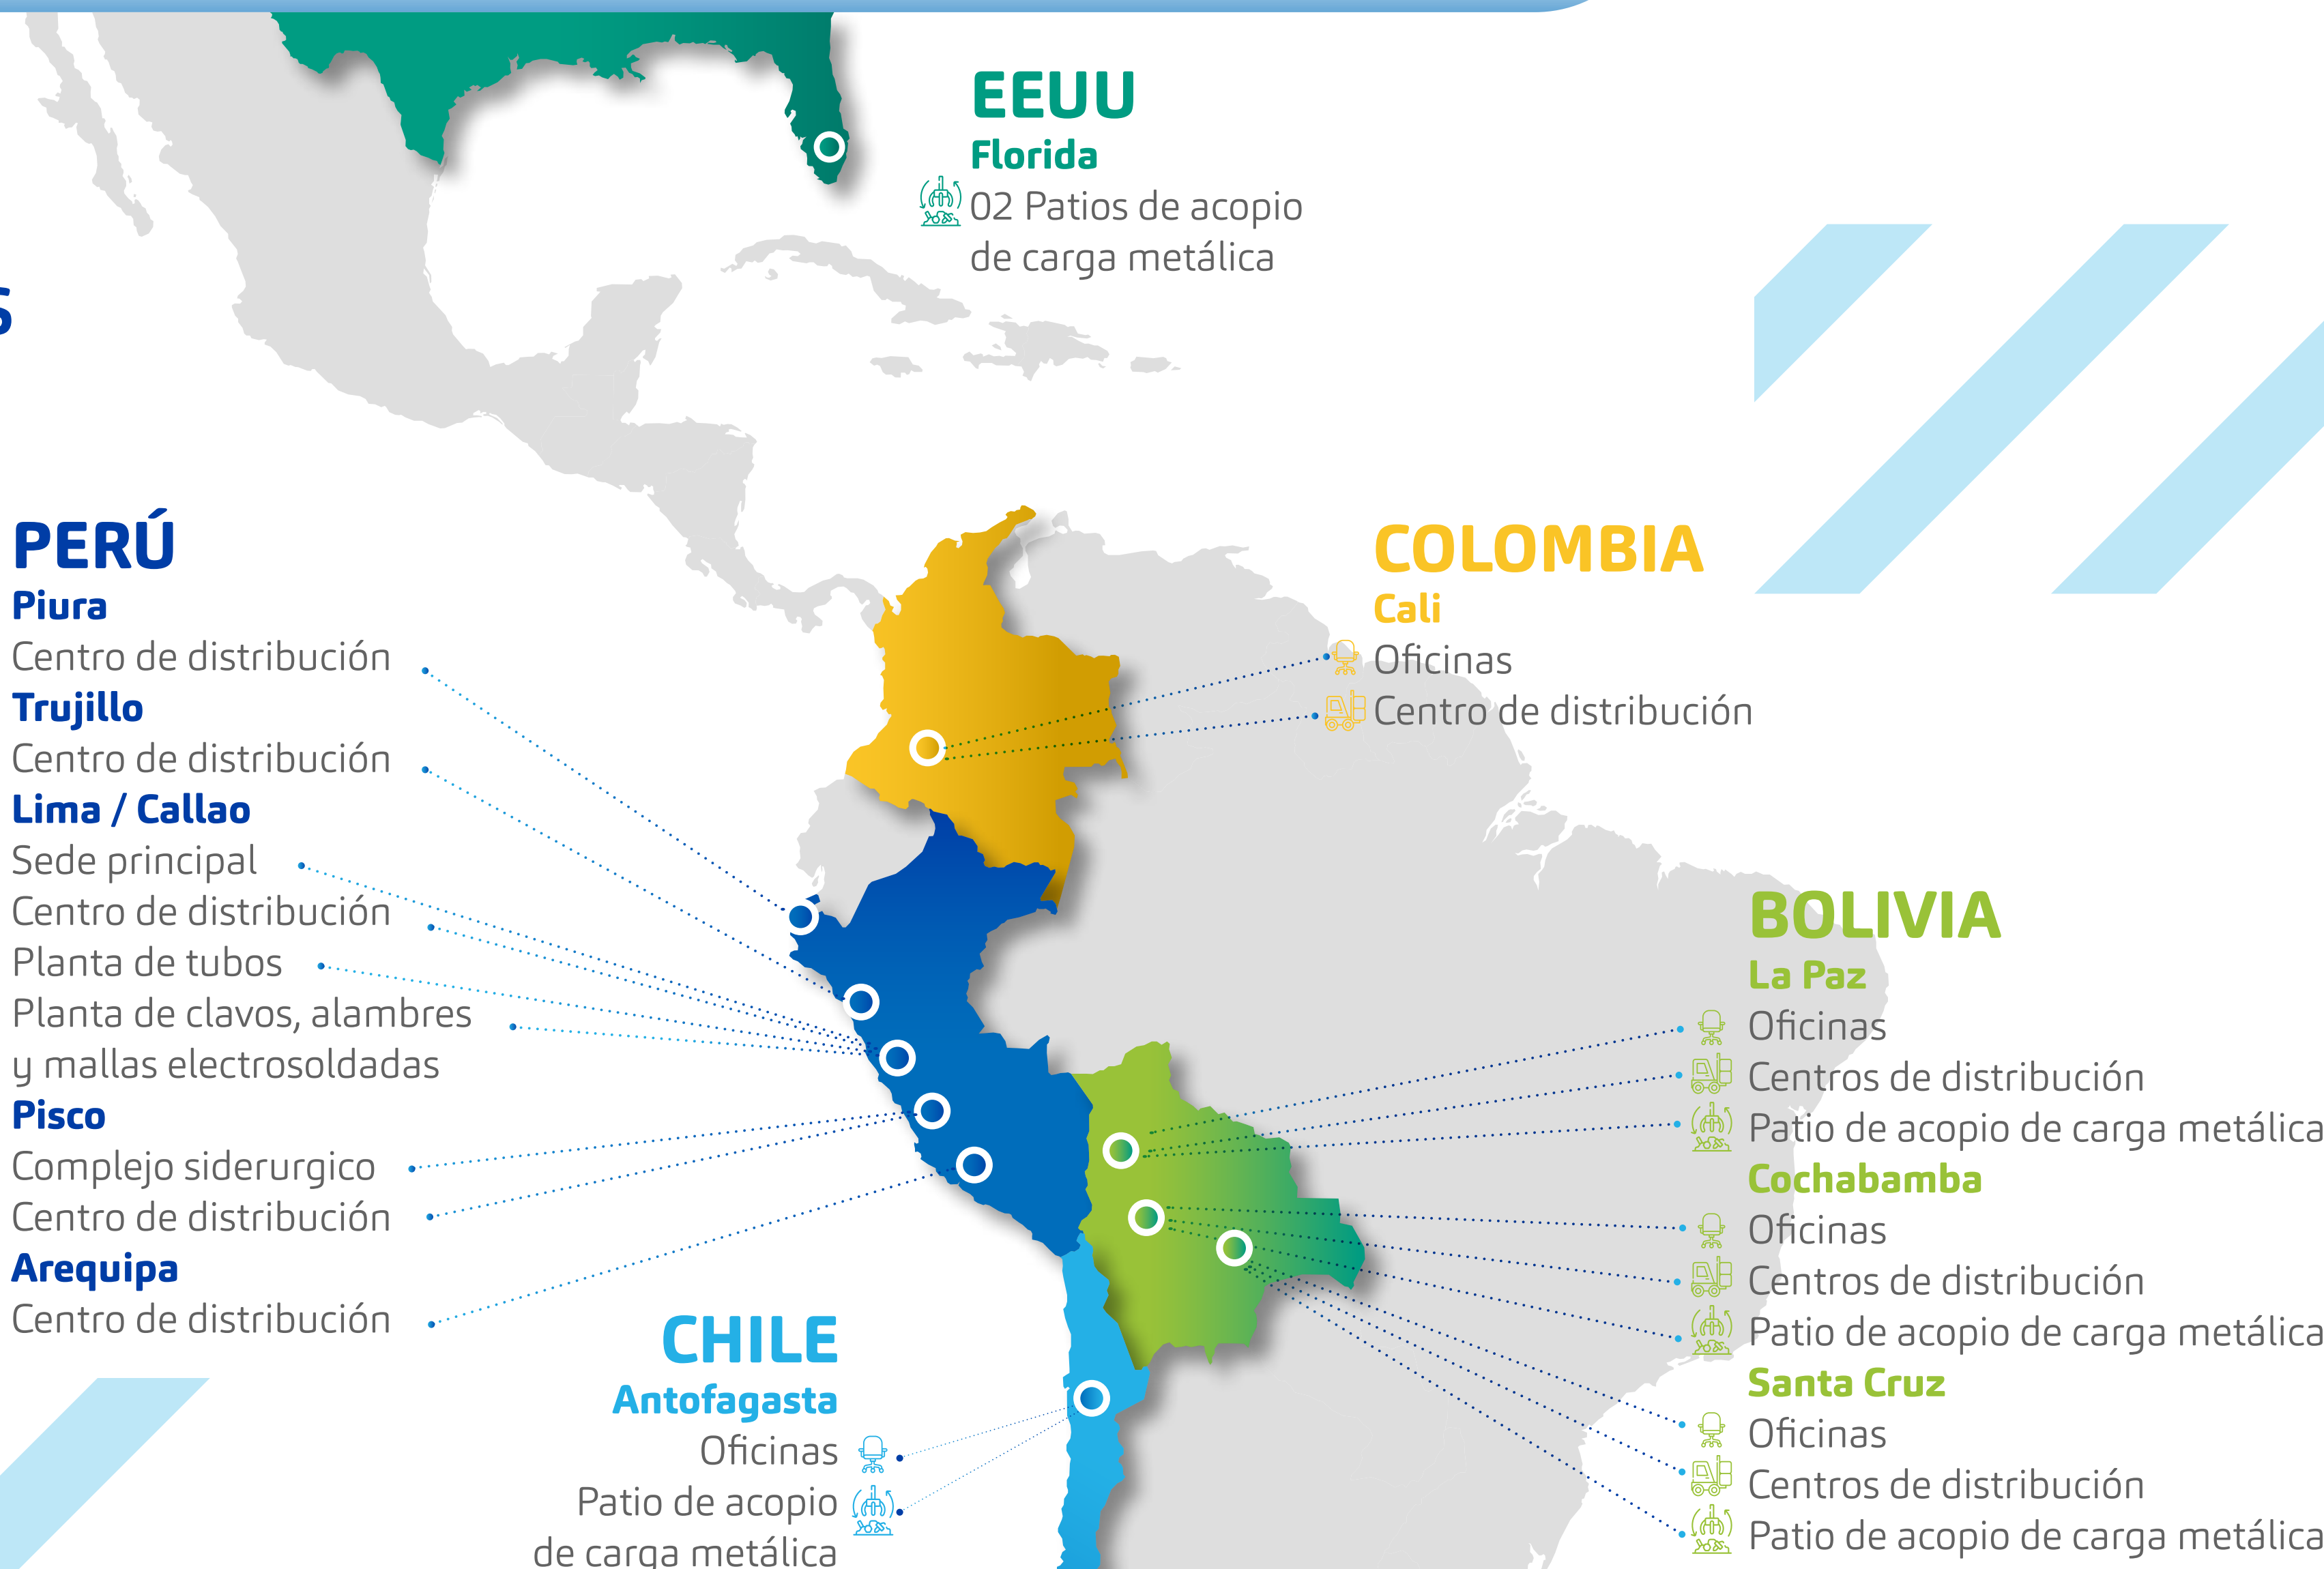 EEUU
Florida
02 Patios de acopio
de carga metálica
PERÚ
Piura
Centro de distribución
Trujillo
Centro de distribución
Lima / Callao
Sede principal
Centro de distribución
Planta de tubos
Planta de clavos, alambres
y mallas electrosoldadas
Pisco
Complejo siderurgico
Centro de distribución
Arequipa
Centro de distribución
COLOMBIA
Cali
Oficinas
Centro de distribución
BOLIVIA
La Paz
Oficinas
Centros de distribución
Patio de acopio de carga metálica
Cochabamba
Oficinas
Centros de distribución
Patio de acopio de carga metálica
Santa Cruz
Oficinas
Centros de distribución
Patio de acopio de carga metálica
CHILE
Antofagasta
Oficinas
Patio de acopio
de carga metálica